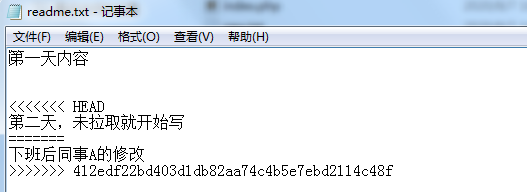 readme.txt - 记事本
文件(F) 编辑(E) 格式(O) 查看(V) 帮助(H)
第一天内容
<<<<<<< HEAD
第二天，未拉取就开始写
=======
下班后同事A的修改
>>>>>>> 412edf22bd403d1db82aa74c4b5e7ebd2114c48f